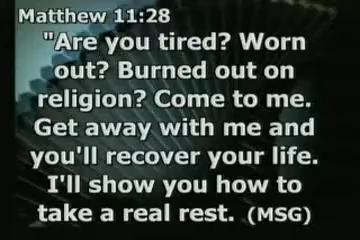 Matthew 11:28
"Are you tired? Worn
out? Burned out on
religion? Come to me.
Get away with me and
you'll recover your life.
I'll show you how to
take a real rest. (MSG)